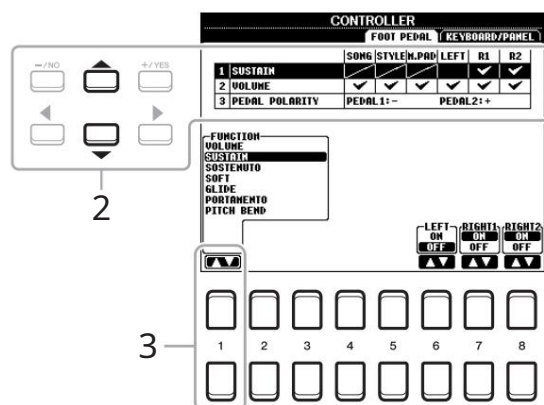 CONTROLLER
FOOT PEDAL KEYBOARD/PANEL
SONG STYLE M.PAD LEFT R1 R2
1 SUSTAIN
2 VOLUME
3 PEDAL POLARITY PEDAL1:- PEDAL2:+
-/NO +/YES
2
FUNCTION
VOLUME
SUSTAIN
SOSTENUTO
SOFT
GLIDE
PORTAMENTO
PITCH BEND
LEFT RIGHT1 RIGHT2
ON ON ON
OFF OFF OFF
3
1 2 3 4 5 6 7 8